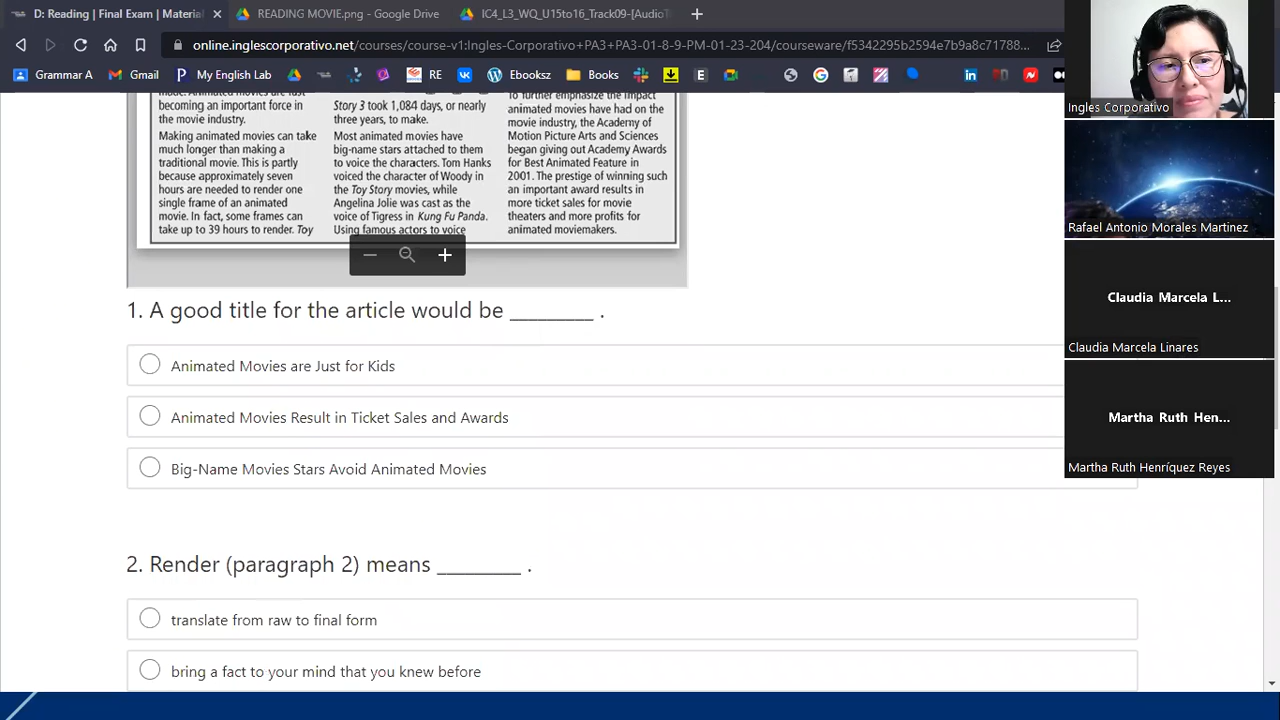 D: Reading | Final Exam | Material
READING MOVIE.png - Google Drive
IC4_L3_WQ_U15to16_Track09-[AudioT
online.inglescorporativo.net/courses/course-v1:Ingles-Corporativo+PA3+PA3-01-8-9-PM-01-23-204/courseware/f5342295b2594e7b9a8c71788...
Grammar A
Gmail
My English Lab
RE
Ebooksz
Books
becoming an important force in
the movie industry.
Making animated movies can take
much longer than making a
traditional movie. This is partly
because approximately seven
hours are needed to render one
single frame of an animated
movie. In fact, some frames can
take up to 39 hours to render. Toy
Story 3 took 1,084 days, or nearly
three years, to make.
Most animated movies have
big-name stars attached to them
to voice the characters. Tom Hanks
voiced the character of Woody in
the Toy Story movies, while
Angelina Jolie was cast as the
voice of Tigress in Kung Fu Panda.
Using famous actors to voice
To further emphasize the impact
animated movies have had on the
movie industry, the Academy of
Motion Picture Arts and Sciences
began giving out Academy Awards
for Best Animated Feature in
2001. The prestige of winning such
an important award results in
more ticket sales for movie
theaters and more profits for
animated moviemakers.
1. A good title for the article would be _________ .
Animated Movies are Just for Kids
Animated Movies Result in Ticket Sales and Awards
Big-Name Movies Stars Avoid Animated Movies
2. Render (paragraph 2) means _________ .
translate from raw to final form
bring a fact to your mind that you knew before
Ingles Corporativo
Rafael Antonio Morales Martinez
Claudia Marcela L...
Claudia Marcela Linares
Martha Ruth Hen...
Martha Ruth Henríquez Reyes